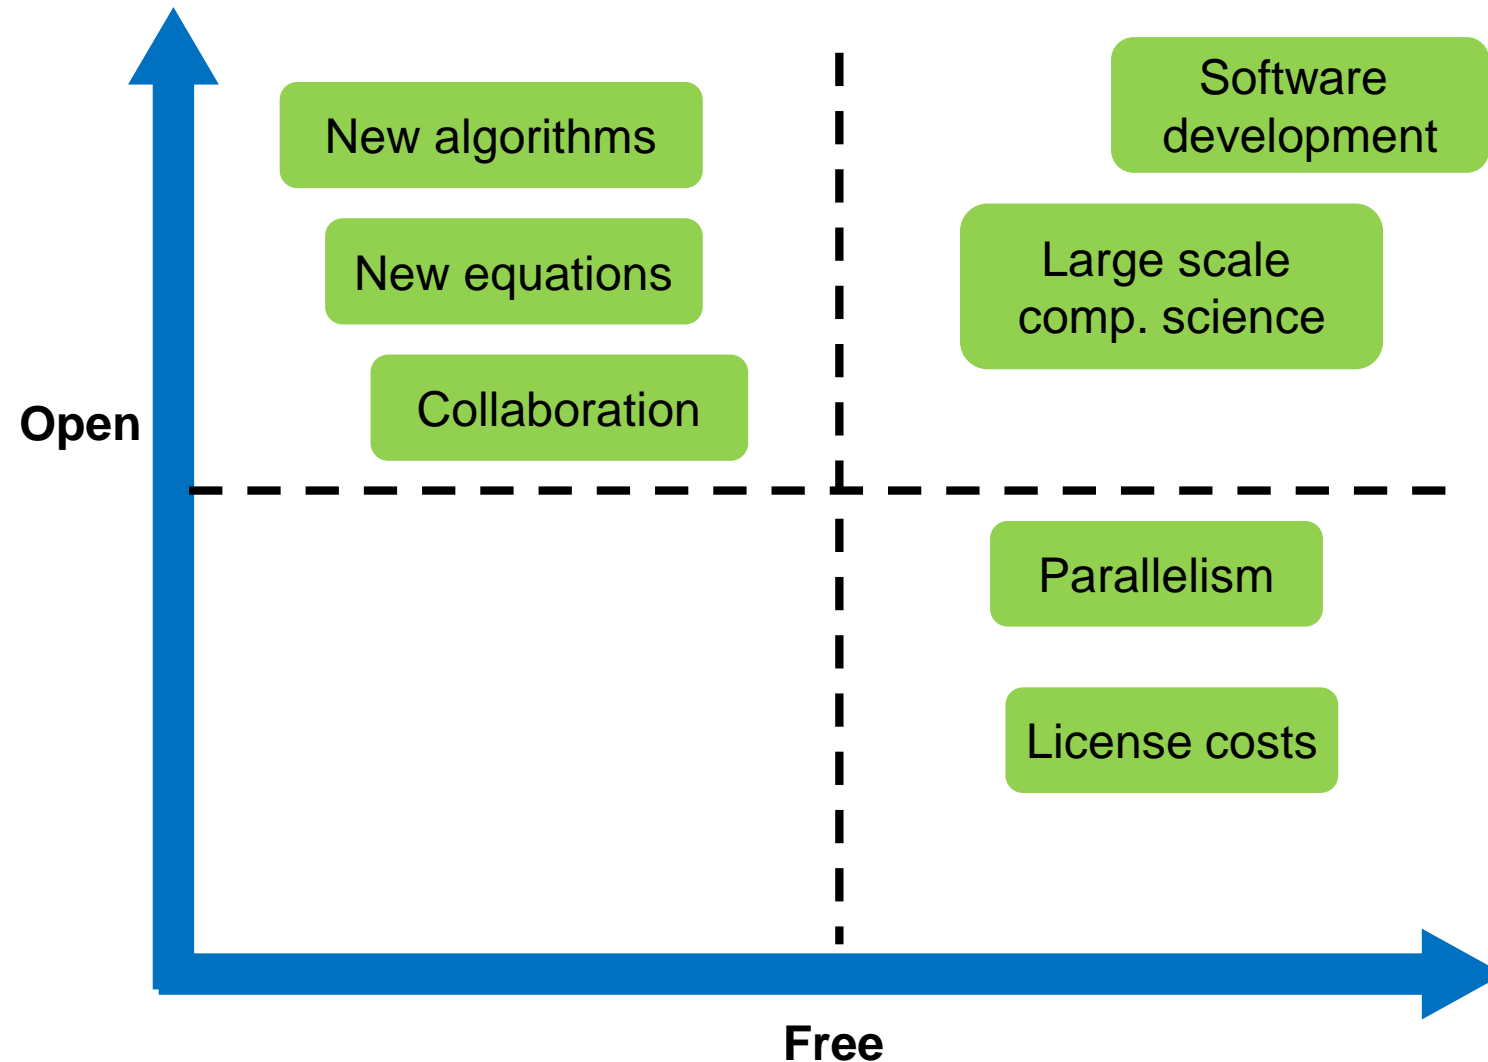 Software
development
New algorithms
Large scale
comp. science
New equations
Collaboration
Open
Parallelism
License costs
Free